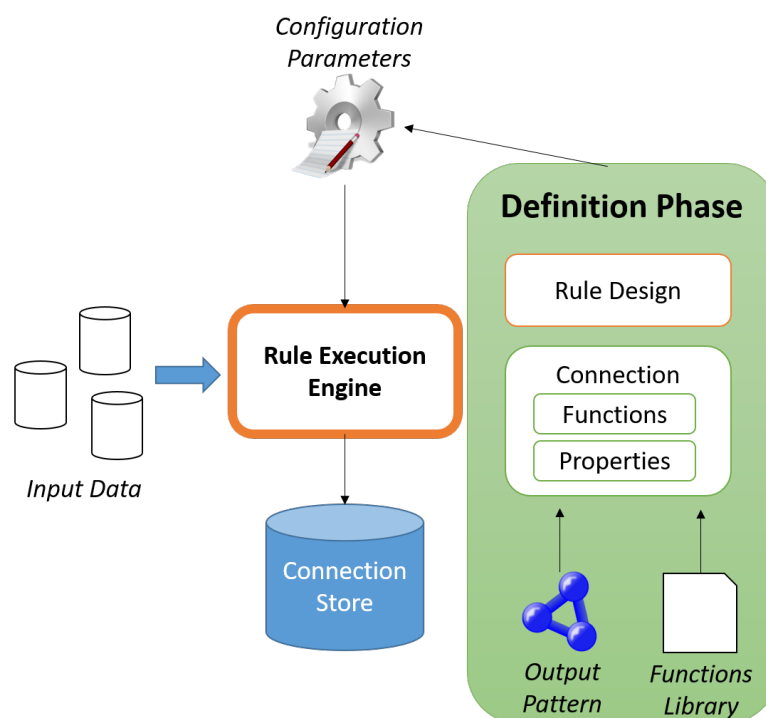 Configuration
Parameters
Definition Phase
Rule Design
Connection
Functions
Properties
Rule Execution
Engine
Input Data
Connection
Store
Output
Pattern
Functions
Library